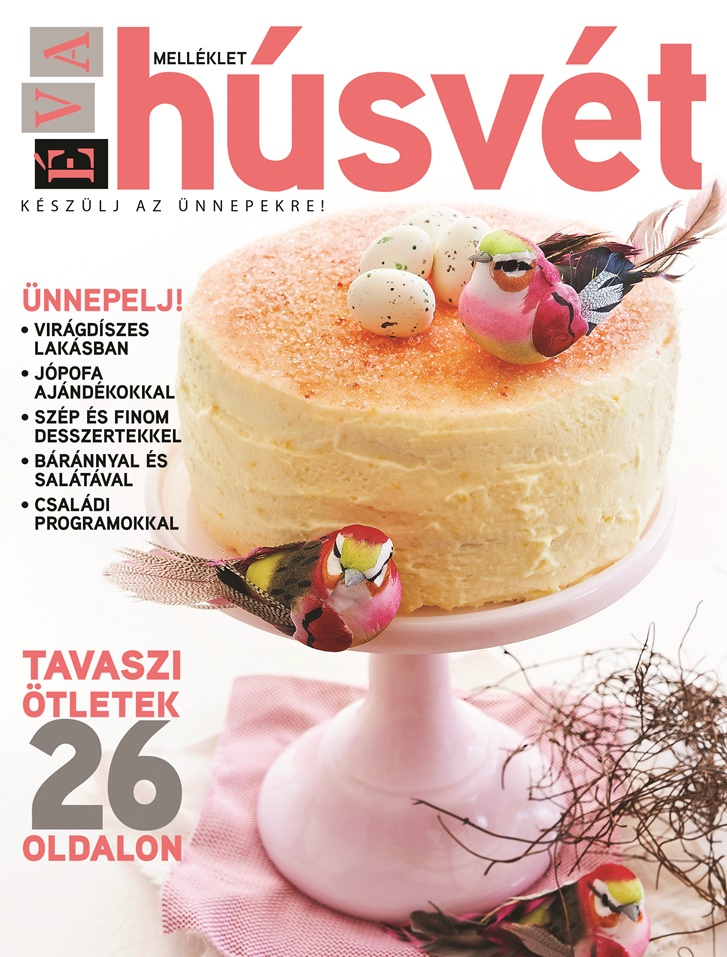 ÉVA
MELLÉKLET
húsvét
KÉSZÜLJ AZ ÜNNEPEKRE!
ÜNNEPELJ!
• VIRÁGDÍSZES
LAKÁSBAN
• JÓPOFA
AJÁNDÉKOKKAL
• SZÉP ÉS FINOM
DESSZERTEKKEL
• BÁRÁNNYAL ÉS
SALÁTÁVAL
• CSALÁDI
PROGRAMOKKAL
TAVASZI
ÖTLETEK
26
OLDALON